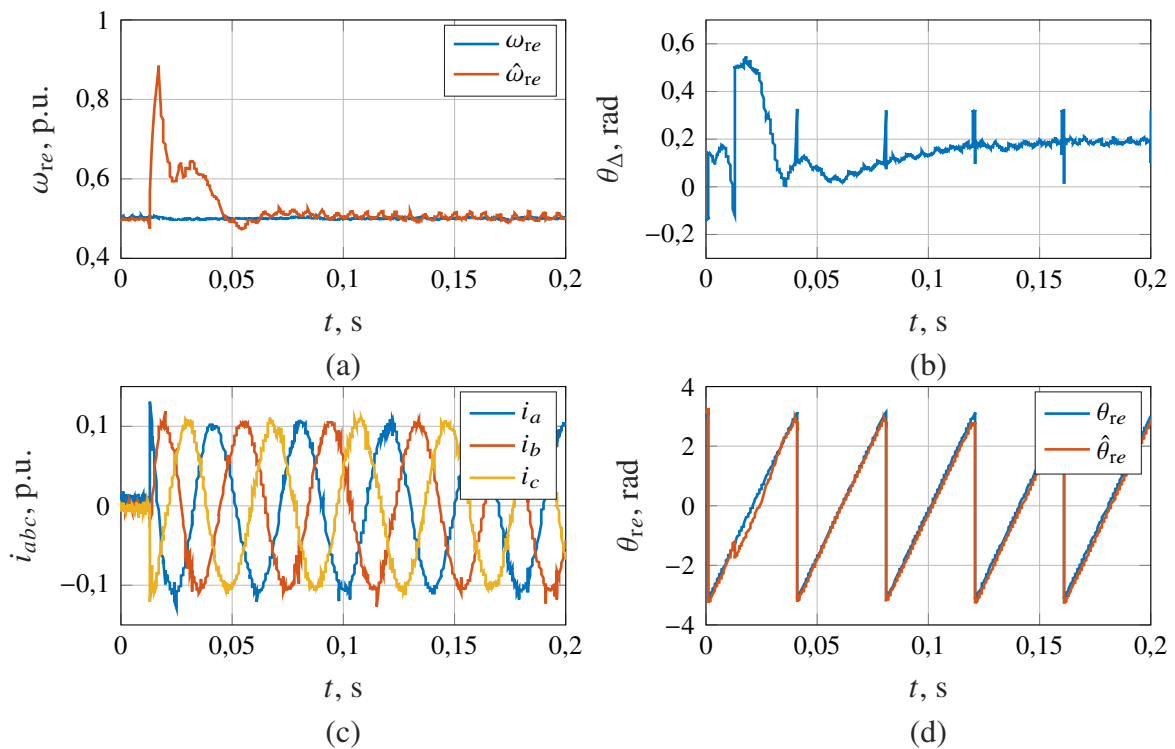 1
0,8
0,6
0,4
0
0,05
0,1
0,15
0,2
ω_re, p.u.
t, s
ω_re
ω̂_re
(a)
0,6
0,4
0,2
0
−0,2
0
0,05
0,1
0,15
0,2
θ_Δ, rad
t, s
(b)
0,1
0
−0,1
0
0,05
0,1
0,15
0,2
i_abc, p.u.
t, s
i_a
i_b
i_c
(c)
4
2
0
−2
−4
0
0,05
0,1
0,15
0,2
θ_re, rad
t, s
θ_re
θ̂_re
(d)